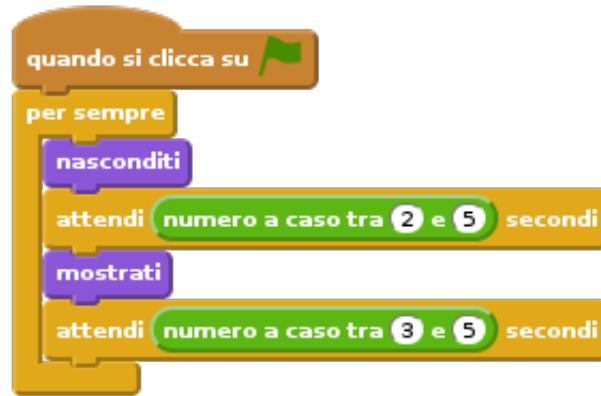 quando si clicca su
per sempre
nasconditi
attendi numero a caso tra 2 e 5 secondi
mostrati
attendi numero a caso tra 3 e 5 secondi